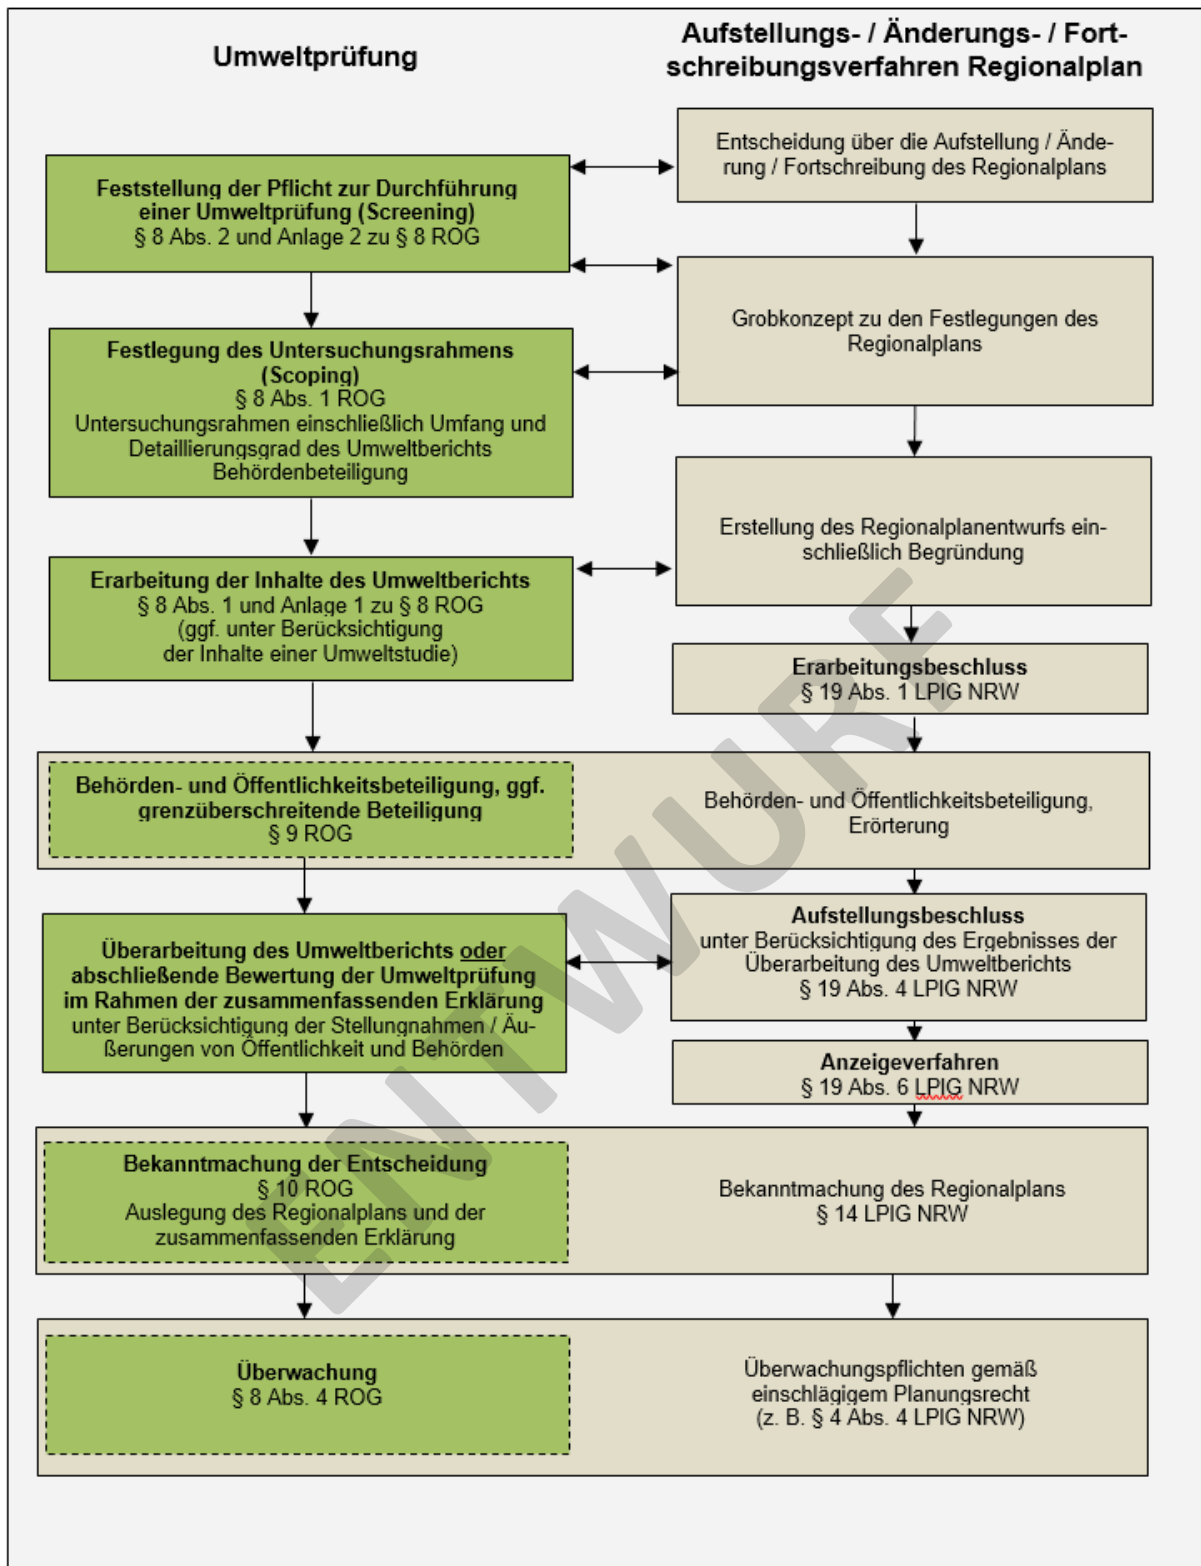 Umweltprüfung
Aufstellungs- / Änderungs- / Fort-
schreibungsverfahren Regionalplan
Entscheidung über die Aufstellung / Ände-
rung / Fortschreibung des Regionalplans
Feststellung der Pflicht zur Durchführung
einer Umweltprüfung (Screening)
§ 8 Abs. 2 und Anlage 2 zu § 8 ROG
Grobkonzept zu den Festlegungen des
Regionalplans
Festlegung des Untersuchungsrahmens
(Scoping)
§ 8 Abs. 1 ROG
Untersuchungsrahmen einschließlich Umfang und
Detaillierungsgrad des Umweltberichts
Behördenbeteiligung
Erstellung des Regionalplanentwurfs ein-
schließlich Begründung
Erarbeitung der Inhalte des Umweltberichts
§ 8 Abs. 1 und Anlage 1 zu § 8 ROG
(ggf. unter Berücksichtigung
der Inhalte einer Umweltstudie)
Erarbeitungsbeschluss
§ 19 Abs. 1 LPlG NRW
Behörden- und Öffentlichkeitsbeteiligung, ggf.
grenzüberschreitende Beteiligung
§ 9 ROG
Behörden- und Öffentlichkeitsbeteiligung,
Erörterung
Überarbeitung des Umweltberichts oder
abschließende Bewertung der Umweltprüfung
im Rahmen der zusammenfassenden Erklärung
unter Berücksichtigung der Stellungnahmen / Äu-
ßerungen von Öffentlichkeit und Behörden
Aufstellungsbeschluss
unter Berücksichtigung des Ergebnisses der
Überarbeitung des Umweltberichts
§ 19 Abs. 4 LPlG NRW
Anzeigeverfahren
§ 19 Abs. 6 LPlG NRW
Bekanntmachung der Entscheidung
§ 10 ROG
Auslegung des Regionalplans und der
zusammenfassenden Erklärung
Bekanntmachung des Regionalplans
§ 14 LPlG NRW
Überwachung
§ 8 Abs. 4 ROG
Überwachungspflichten gemäß
einschlägigem Planungsrecht
(z. B. § 4 Abs. 4 LPlG NRW)
ENTWURF